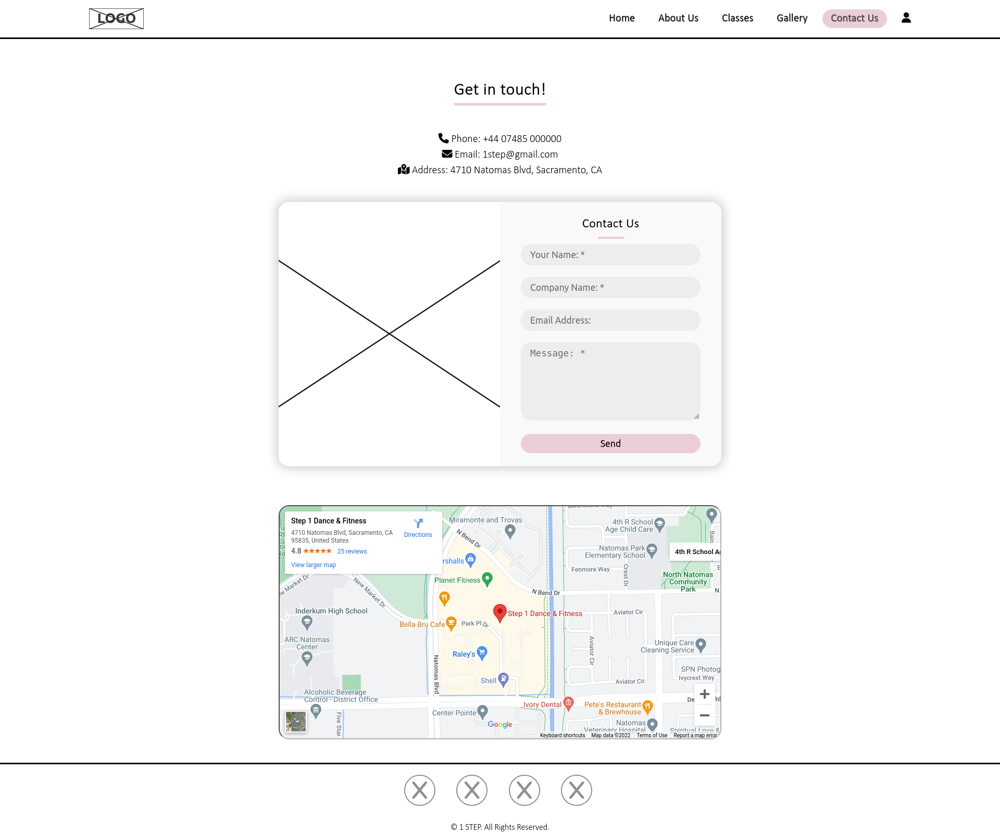 LOGO
Home
About Us
Classes
Gallery
Contact Us
Get in touch!
Phone: +44 07485 000000
Email: 1step@gmail.com
Address: 4710 Natomas Blvd, Sacramento, CA
Contact Us
Your Name: *
Company Name: *
Email Address:
Message: *
Send
Step 1 Dance & Fitness
4710 Natomas Blvd, Sacramento, CA
95835, United States
Directions
4.8
25 reviews
View larger map
Miramonte and Trovas
N Bend Dr
4th R School
Age Child Care
Natomas Park
Elementary School
Fenmore Way
Crest Dr
4th R School
North Natomas
Community
Park
rshalls
Planet Fitness
New Market Dr
New Market Dr
N Bend Dr
Inderkum High School
Step 1 Dance & Fitness
Aviator Cir
Bella Bru Cafe
Park Pl Dr
ARC Natomas
Center
Aviator Cir
Unique Care
Cleaning Service
Raley's
Natomas Blvd
SPN Photog
Ivycrest Way
Shell
Aviator Cir
Alcoholic Beverage
Control - District Office
Ivory Dental
Pete's Restaurant
& Brewhouse
Center Pointe
Google
Five Star
Natomas
Veterinary Hospital
Spiritual Love &
Keyboard shortcuts
Map data ©2022
Terms of Use
Report a map error
© 1 STEP. All Rights Reserved.